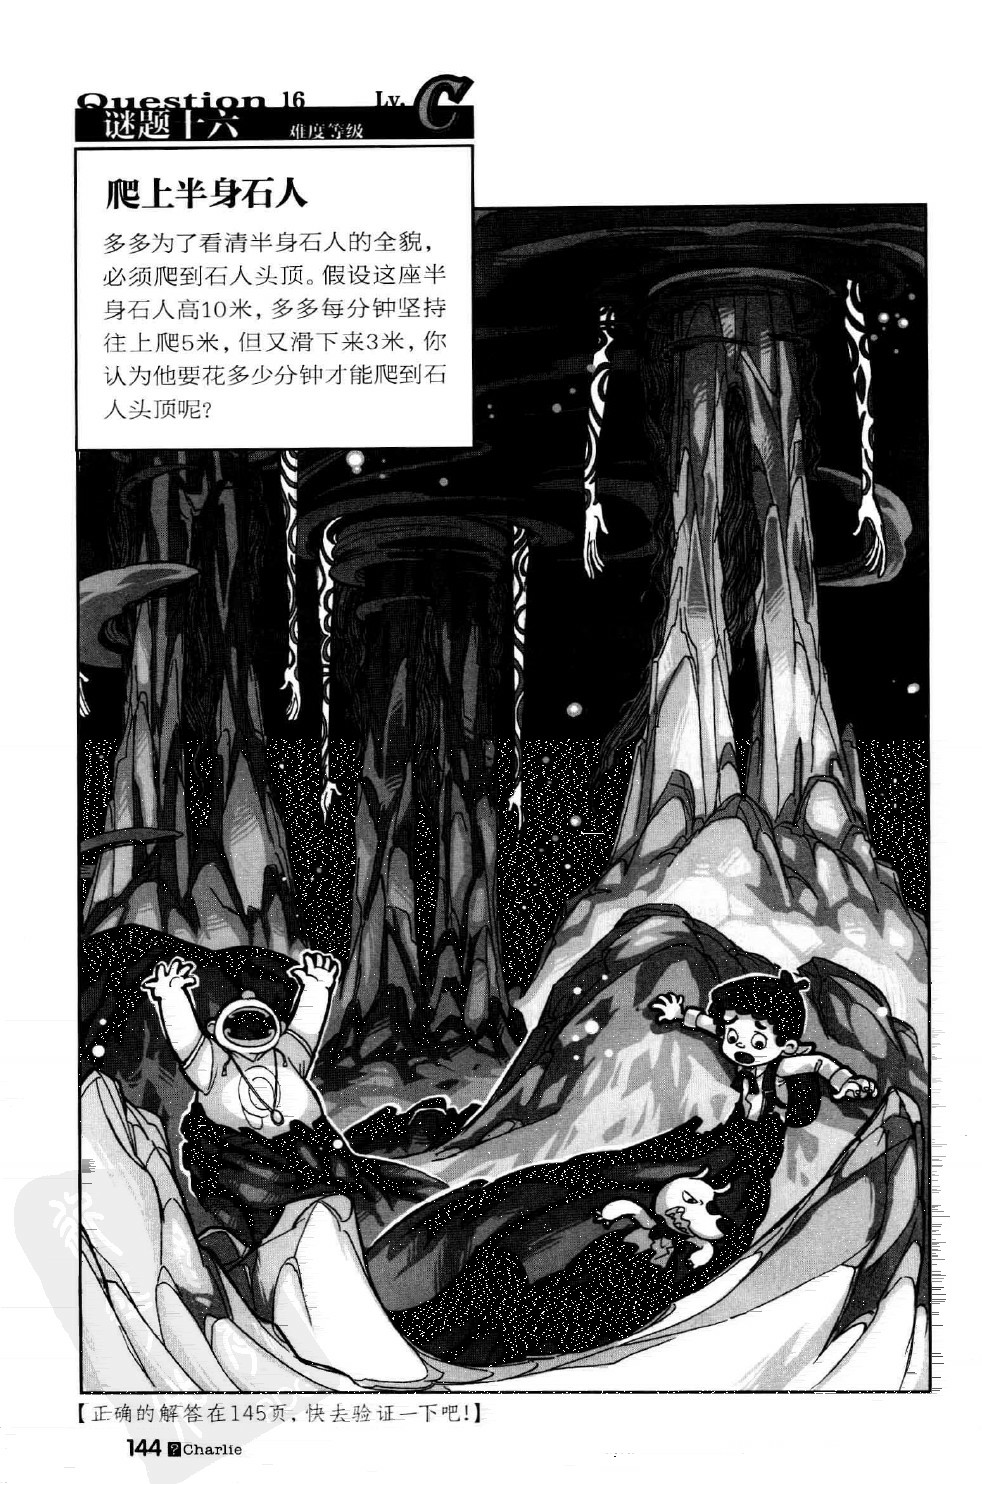 Question 16 Lv. C
谜题十六 难度等级
爬上半身石人
多多为了看清半身石人的全貌，
必须爬到石人头顶。假设这座半
身石人高10米，多多每分钟坚持
往上爬5米，但又滑下来3米，你
认为他要花多少分钟才能爬到石
人头顶呢？
【正确的解答在145页，快去验证一下吧！】
144 ? Charlie